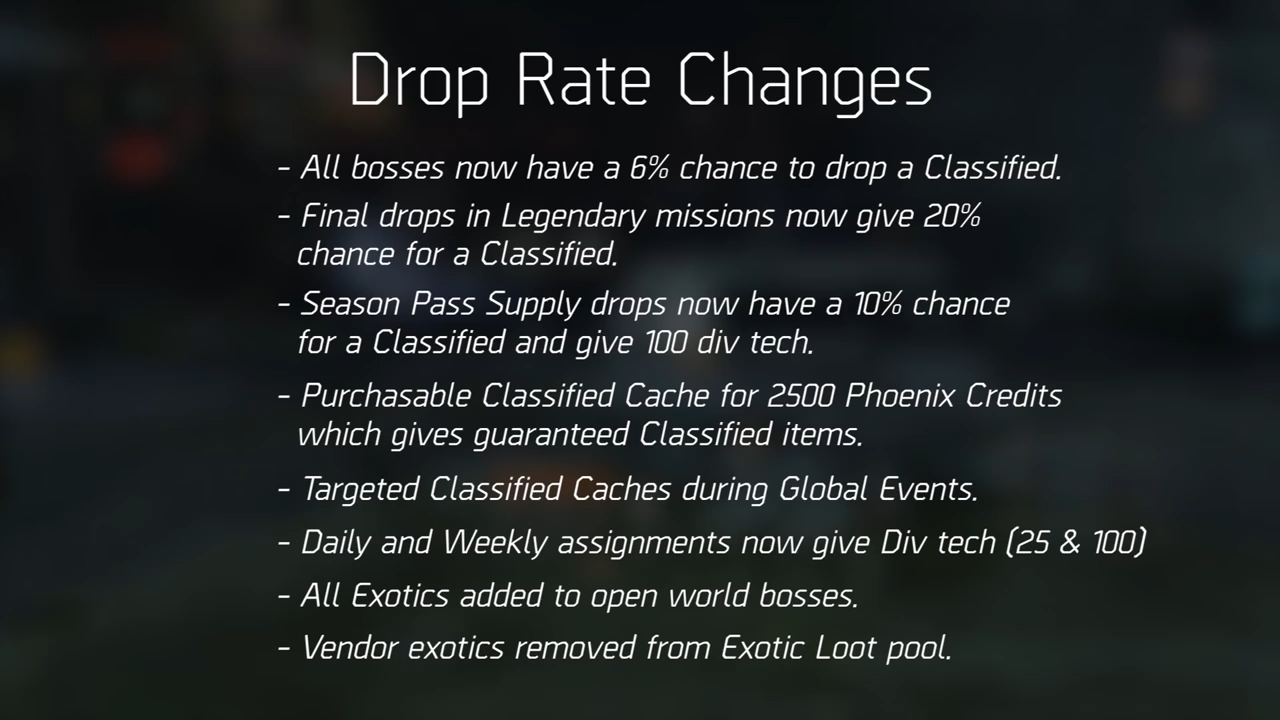 Drop Rate Changes
- All bosses now have a 6% chance to drop a Classified.
- Final drops in Legendary missions now give 20%
chance for a Classified.
- Season Pass Supply drops now have a 10% chance
for a Classified and give 100 div tech.
- Purchasable Classified Cache for 2500 Phoenix Credits
which gives guaranteed Classified items.
- Targeted Classified Caches during Global Events.
- Daily and Weekly assignments now give Div tech (25 & 100)
- All Exotics added to open world bosses.
- Vendor exotics removed from Exotic Loot pool.